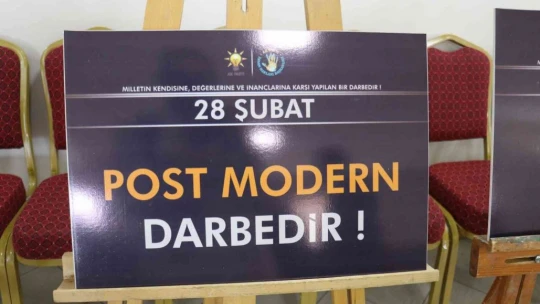 MİLLETİN KENDİSİNE, DEĞERLERİNE VE İNANÇLARINA KARŞI YAPILAN BİR DARBEDİR !
28 ŞUBAT
POST MODERN
DARBEDİR !